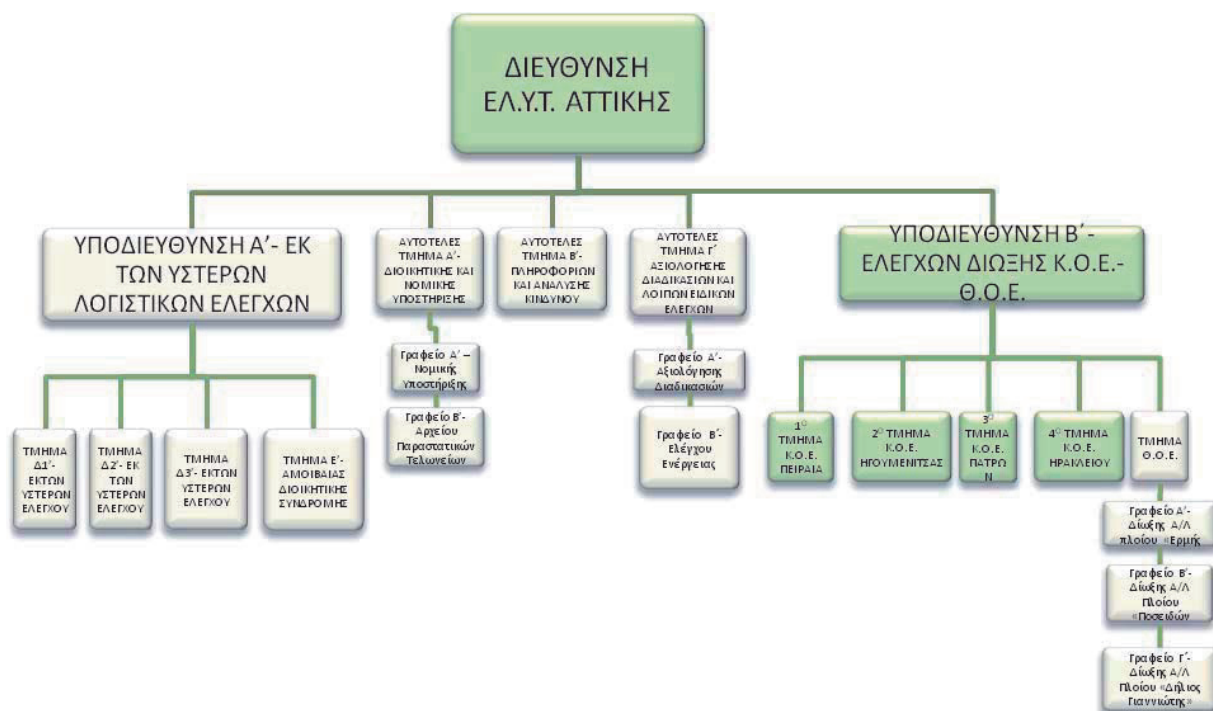 ΔΙΕΥΘΥΝΣΗ
ΕΛ.Υ.Τ. ΑΤΤΙΚΗΣ
ΥΠΟΔΙΕΥΘΥΝΣΗ Α΄- ΕΚ
ΤΩΝ ΥΣΤΕΡΩΝ
ΛΟΓΙΣΤΙΚΩΝ ΕΛΕΓΧΩΝ
ΑΥΤΟΤΕΛΕΣ
ΤΜΗΜΑ Α΄-
ΔΙΟΙΚΗΤΙΚΗΣ ΚΑΙ
ΝΟΜΙΚΗΣ
ΥΠΟΣΤΗΡΙΞΗΣ
ΑΥΤΟΤΕΛΕΣ
ΤΜΗΜΑ Β΄-
ΠΛΗΡΟΦΟΡΙΩΝ
ΚΑΙ ΑΝΑΛΥΣΗΣ
ΚΙΝΔΥΝΟΥ
ΑΥΤΟΤΕΛΕΣ
ΤΜΗΜΑ Γ΄
ΑΞΙΟΛΟΓΗΣΗΣ
ΔΙΑΔΙΚΑΣΙΩΝ ΚΑΙ
ΛΟΙΠΩΝ ΕΙΔΙΚΩΝ
ΕΛΕΓΧΩΝ
ΥΠΟΔΙΕΥΘΥΝΣΗ Β΄-
ΕΛΕΓΧΩΝ ΔΙΩΞΗΣ Κ.Ο.Ε.-
Θ.Ο.Ε.
Γραφείο Α΄ –
Νομικής
Υποστήριξης
Γραφείο Β΄-
Αρχείου
Παραστατικών
Τελωνείων
Γραφείο Α΄-
Αξιολόγησης
Διαδικασιών
Γραφείο Β΄-
Ελέγχου
Ενέργειας
ΤΜΗΜΑ
Δ1΄-
ΕΚΤΩΝ
ΥΣΤΕΡΩΝ
ΕΛΕΓΧΟΥ
ΤΜΗΜΑ
Δ2΄- ΕΚ
ΤΩΝ
ΥΣΤΕΡΩΝ
ΕΛΕΓΧΟΥ
ΤΜΗΜΑ
Δ3΄- ΕΚΤΩΝ
ΥΣΤΕΡΩΝ
ΕΛΕΓΧΟΥ
ΤΜΗΜΑ Ε΄-
ΑΜΟΙΒΑΙΑΣ
ΔΙΟΙΚΗΤΙΚΗΣ
ΣΥΝΔΡΟΜΗΣ
1Ο
ΤΜΗΜΑ
Κ.Ο.Ε.
ΠΕΙΡΑΙΑ
2Ο ΤΜΗΜΑ
Κ.Ο.Ε.
ΗΓΟΥΜΕΝΙΤΣΑΣ
3Ο
ΤΜΗΜΑ
Κ.Ο.Ε.
ΠΑΤΡΩ
Ν
4Ο ΤΜΗΜΑ
Κ.Ο.Ε.
ΗΡΑΚΛΕΙΟΥ
ΤΜΗΜΑ
Θ.Ο.Ε.
Γραφείο Α΄-
Δίωξης Α/Λ
πλοίου «Ερμής
Γραφείο Β΄-
Δίωξης Α/Λ
Πλοίου
«Ποσειδών
Γραφείο Γ΄-
Δίωξης Α/Λ
Πλοίου «Δήλιος
Γιαννιώτης»